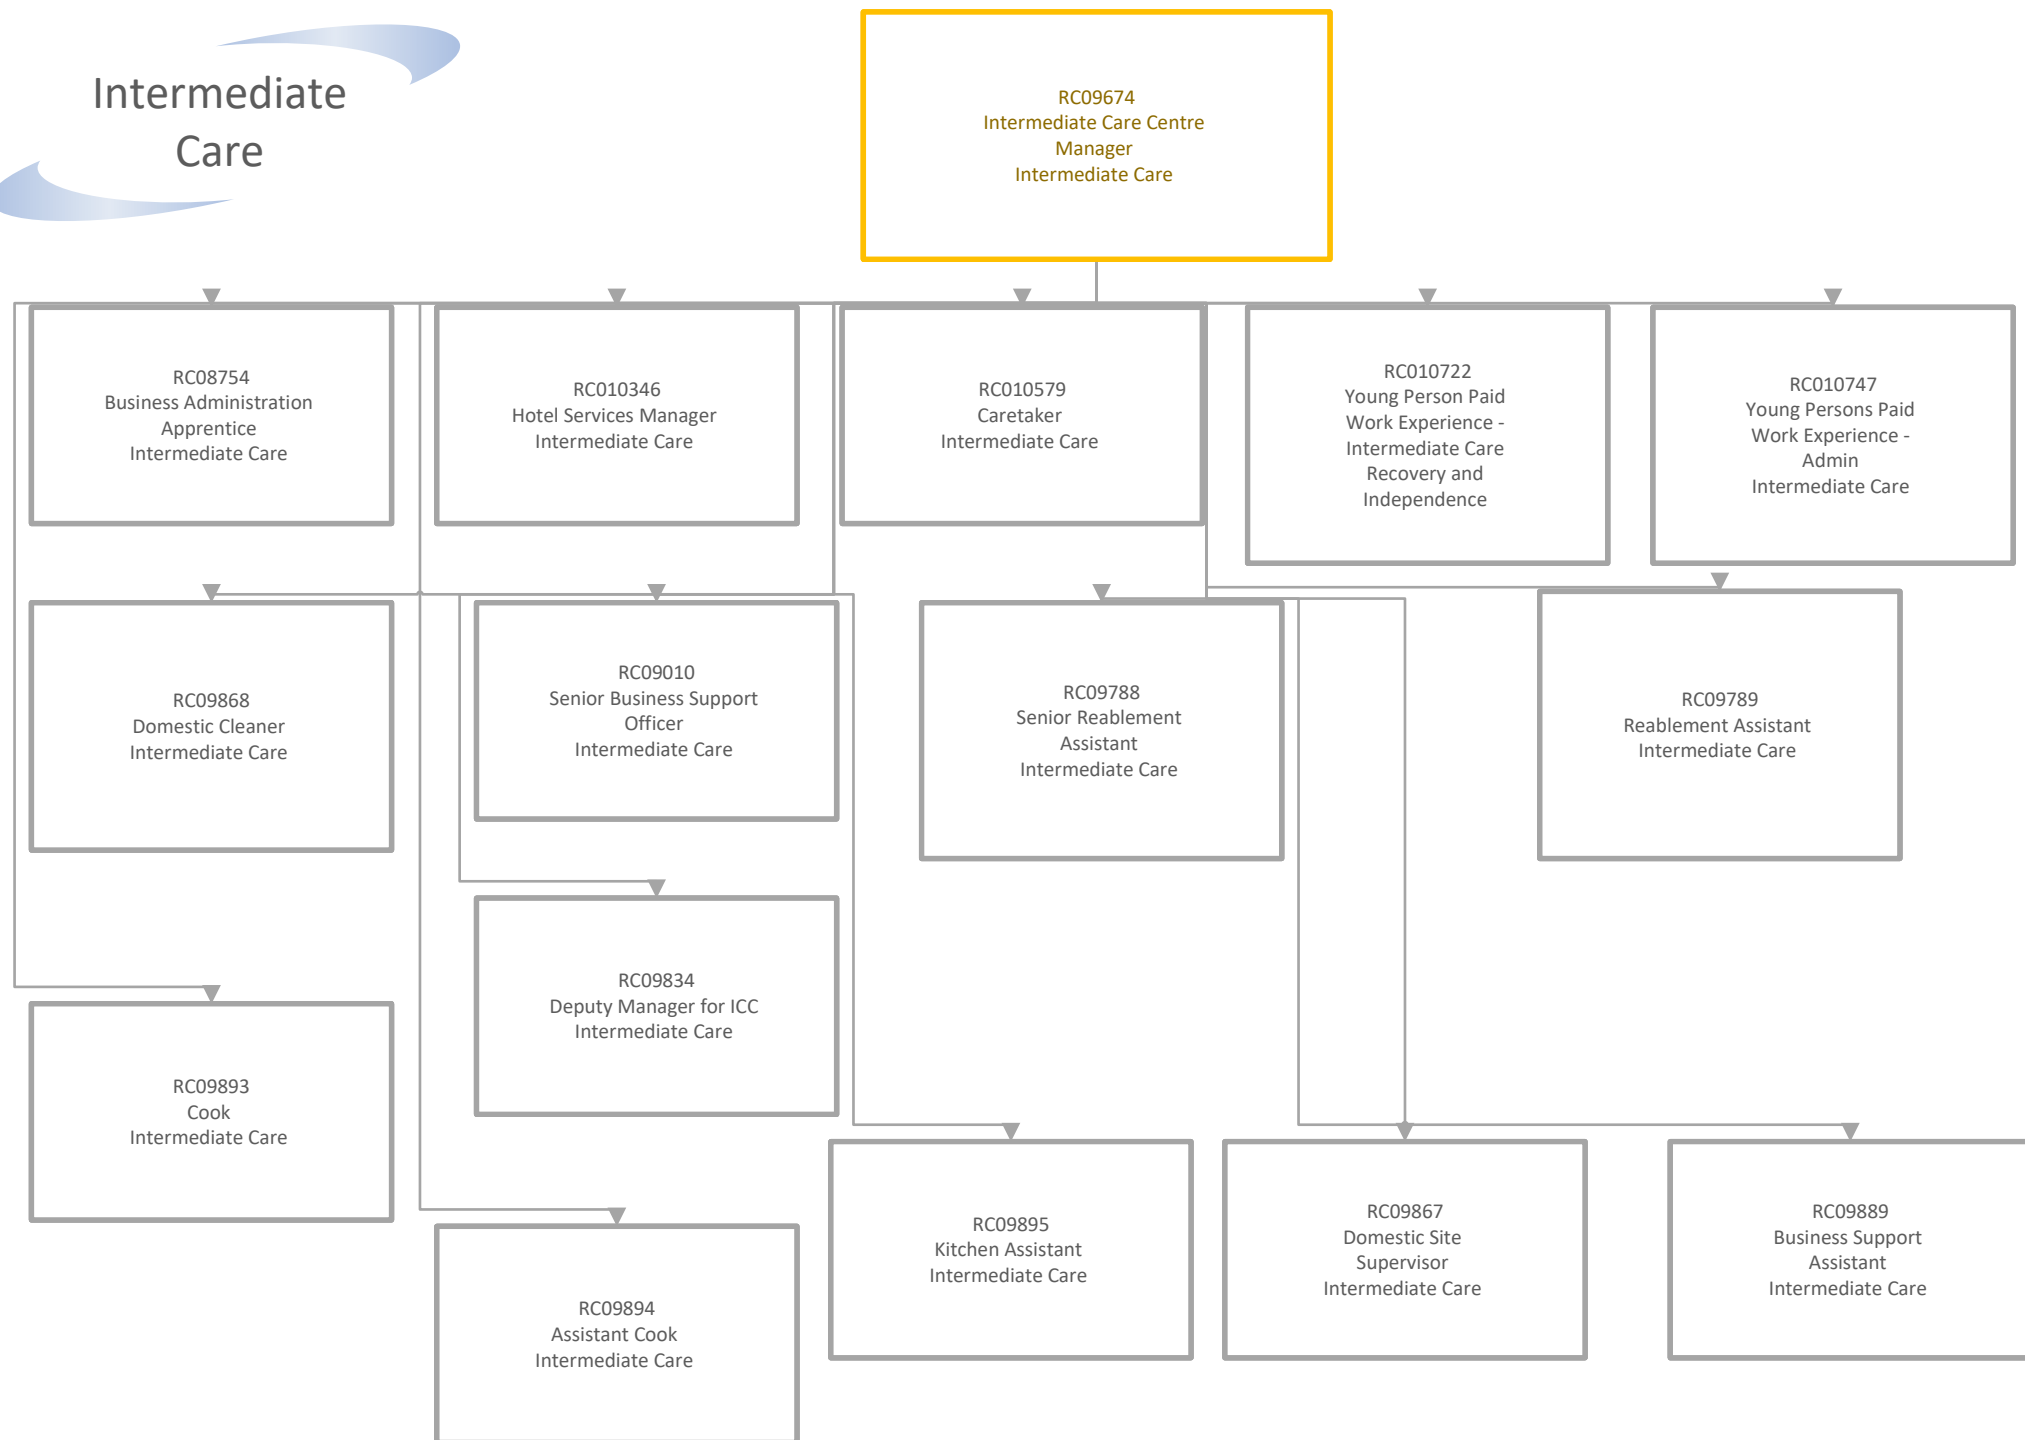 Intermediate
Care
RC09674
Intermediate Care Centre
Manager
Intermediate Care
RC08754
Business Administration
Apprentice
Intermediate Care
RC010346
Hotel Services Manager
Intermediate Care
RC010579
Caretaker
Intermediate Care
RC010722
Young Person Paid
Work Experience -
Intermediate Care
Recovery and
Independence
RC010747
Young Persons Paid
Work Experience -
Admin
Intermediate Care
RC09868
Domestic Cleaner
Intermediate Care
RC09010
Senior Business Support
Officer
Intermediate Care
RC09788
Senior Reablement
Assistant
Intermediate Care
RC09789
Reablement Assistant
Intermediate Care
RC09834
Deputy Manager for ICC
Intermediate Care
RC09893
Cook
Intermediate Care
RC09894
Assistant Cook
Intermediate Care
RC09895
Kitchen Assistant
Intermediate Care
RC09867
Domestic Site
Supervisor
Intermediate Care
RC09889
Business Support
Assistant
Intermediate Care